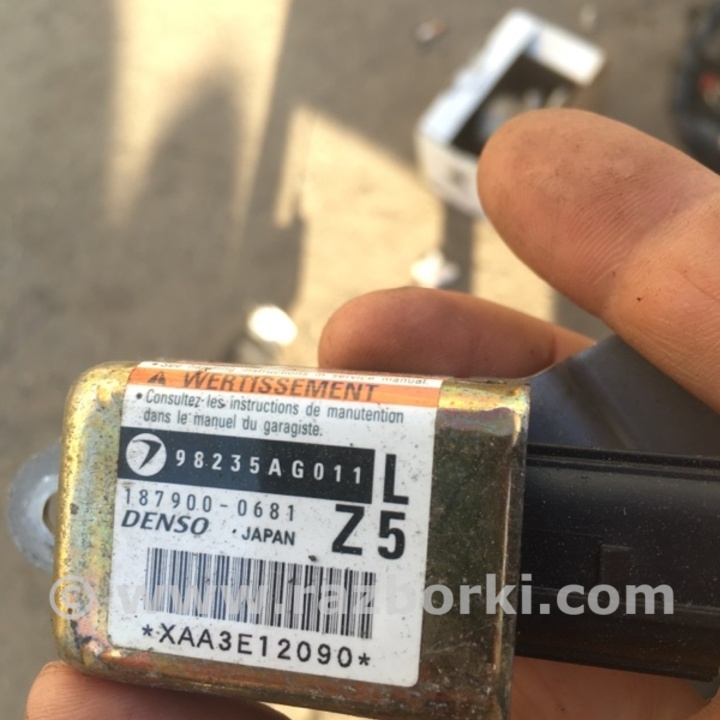 WERTISSEMENT
• Consultez les instructions de manutention
dans le manuel du garagiste.
98235AG011 L
187900-0681 Z5
DENSO JAPAN
*XAA3E12090*
© www.razborki.com